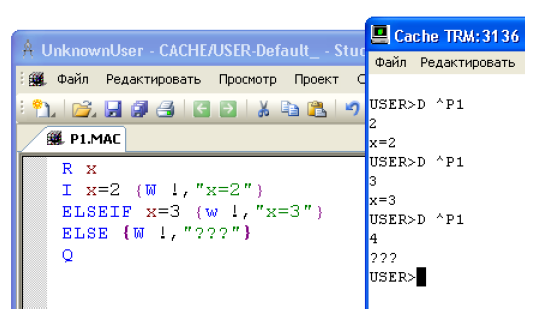 UnknownUser - CACHE/USER-Default_ - Stu
Файл Редактировать Просмотр Проект
P1.MAC
R x
I x=2 {W !,"x=2"}
ELSEIF x=3 {w !,"x=3"}
ELSE {W !,"???"}
Q
Cache TRM:3136
Файл Редактировать
USER>D ^P1
2
x=2
USER>D ^P1
3
x=3
USER>D ^P1
4
???
USER>